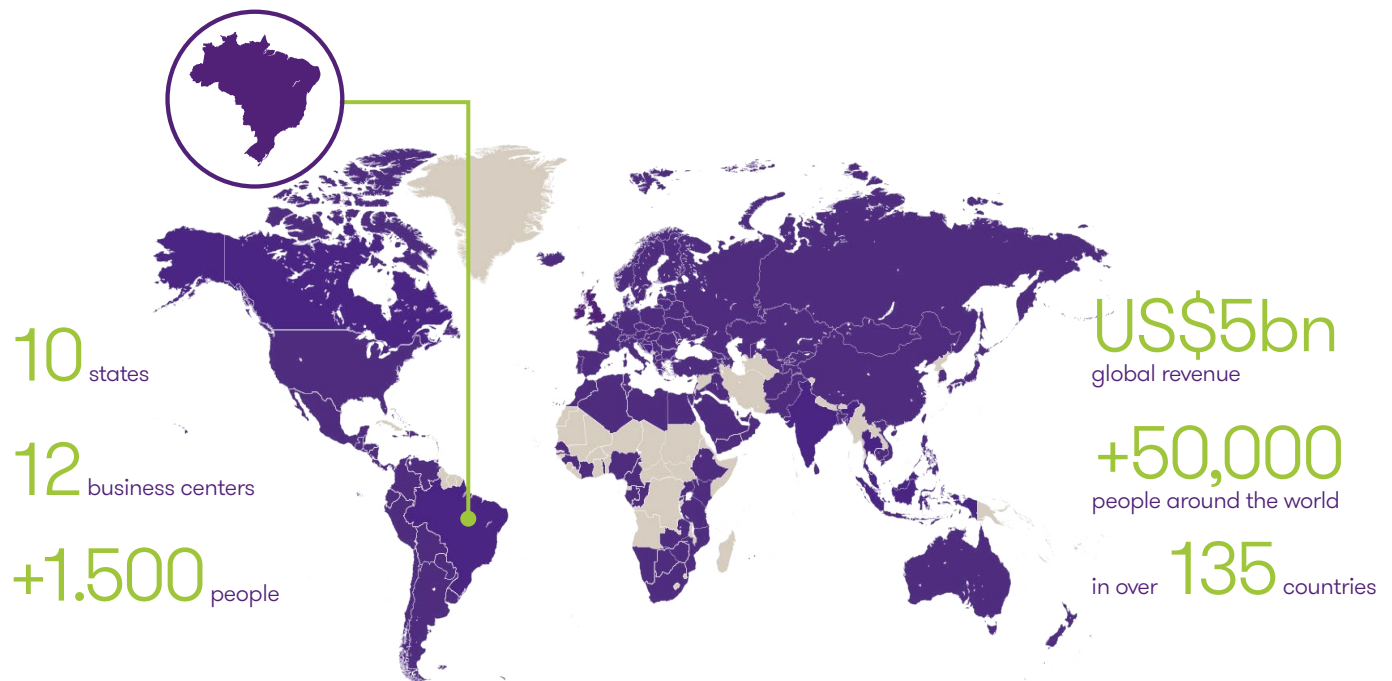 10 states
12 business centers
+1.500 people
US$5bn
global revenue
+50,000
people around the world
in over 135 countries